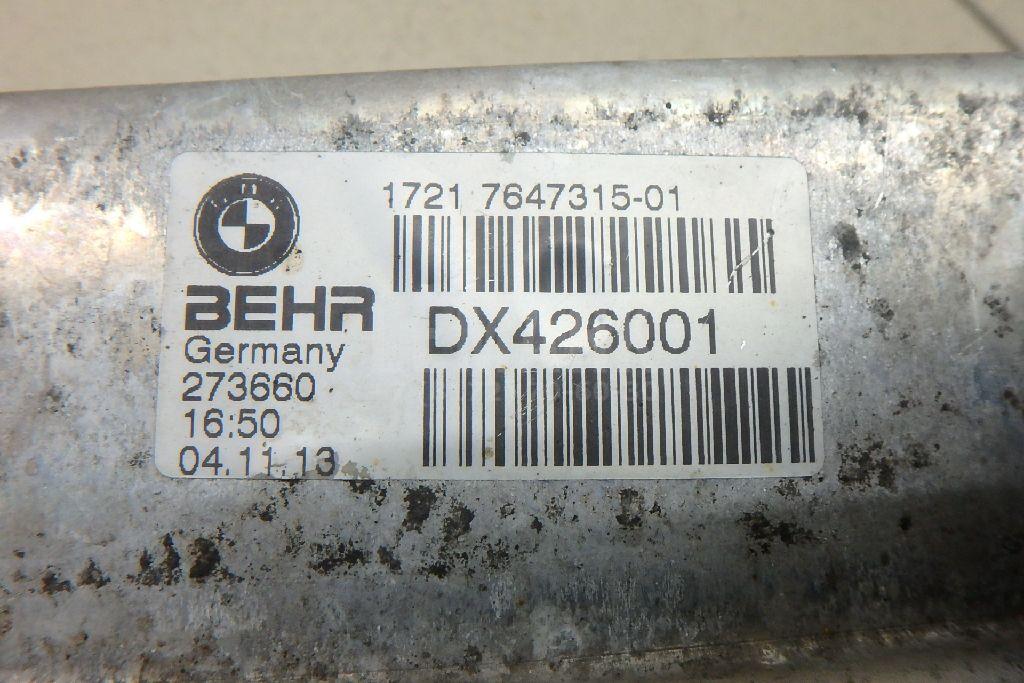 1721 7647315-01
BEHR
DX426001
Germany
273660
16:50
04.11.13